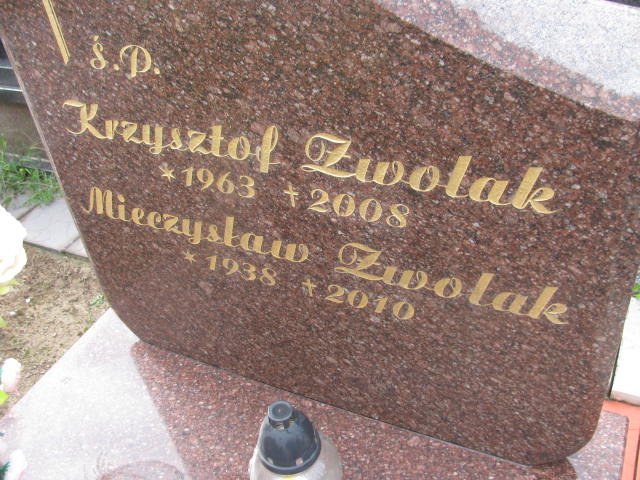 ś.P.
Krzysztof Zwolak
* 1963 † 2008
Mieczysław Zwolak
* 1938 † 2010